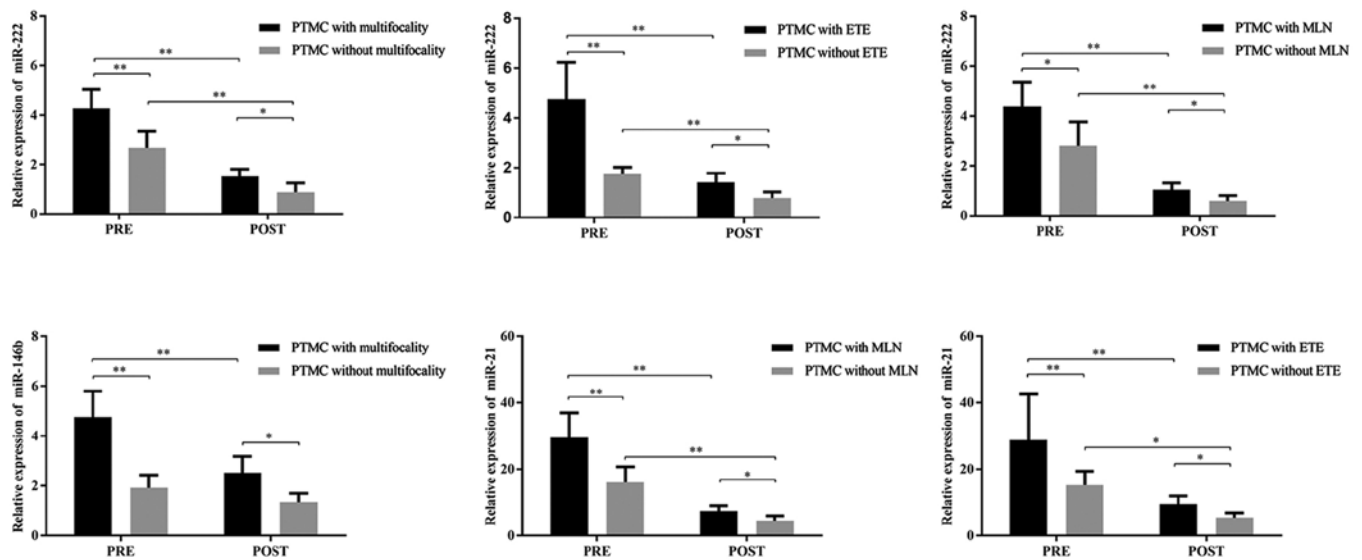 Relative expression of miR-222
8
6
4
2
0
PTMC with multifocality
PTMC without multifocality
**
**
**
*
PRE
POST
Relative expression of miR-222
8
6
4
2
0
PTMC with ETE
PTMC without ETE
**
**
**
*
PRE
POST
Relative expression of miR-222
8
6
4
2
0
PTMC with MLN
PTMC without MLN
**
*
**
*
PRE
POST
Relative expression of miR-146b
8
6
4
2
0
PTMC with multifocality
PTMC without multifocality
**
**
*
PRE
POST
Relative expression of miR-21
60
40
20
0
PTMC with MLN
PTMC without MLN
**
**
**
*
PRE
POST
Relative expression of miR-21
60
40
20
0
PTMC with ETE
PTMC without ETE
**
**
*
*
PRE
POST